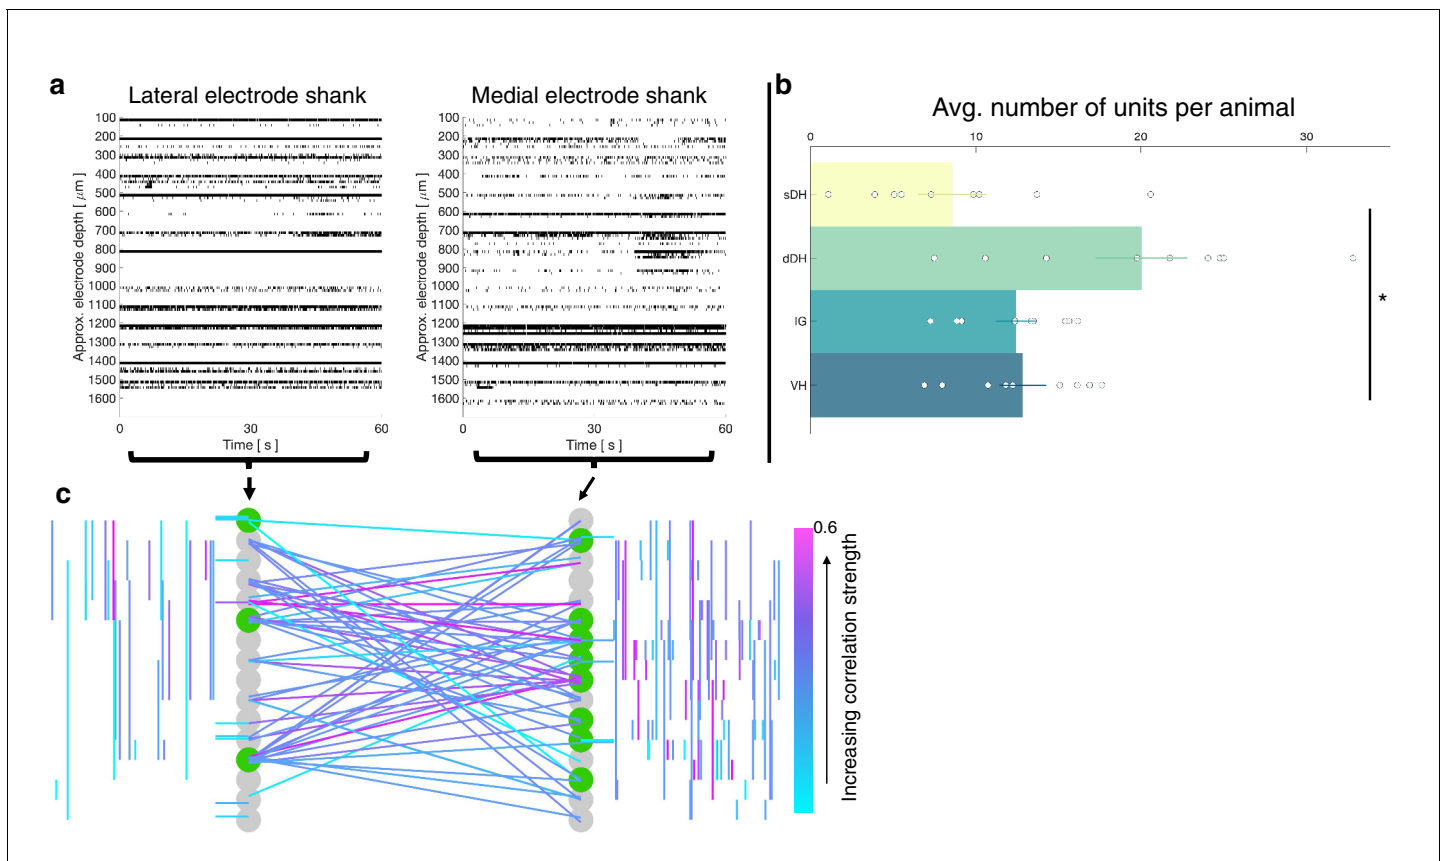 a
Lateral electrode shank
Medial electrode shank
100
200
300
400
500
600
700
800
900
1000
1100
1200
1300
1400
1500
1600
Approx. electrode depth [ μm ]
0
30
60
Time [ s ]
100
200
300
400
500
600
700
800
900
1000
1100
1200
1300
1400
1500
1600
Approx. electrode depth [ μm ]
0
30
60
Time [ s ]
b
Avg. number of units per animal
0
10
20
30
sDH
dDH
IG
VH
*
c
0.6
Increasing correlation strength